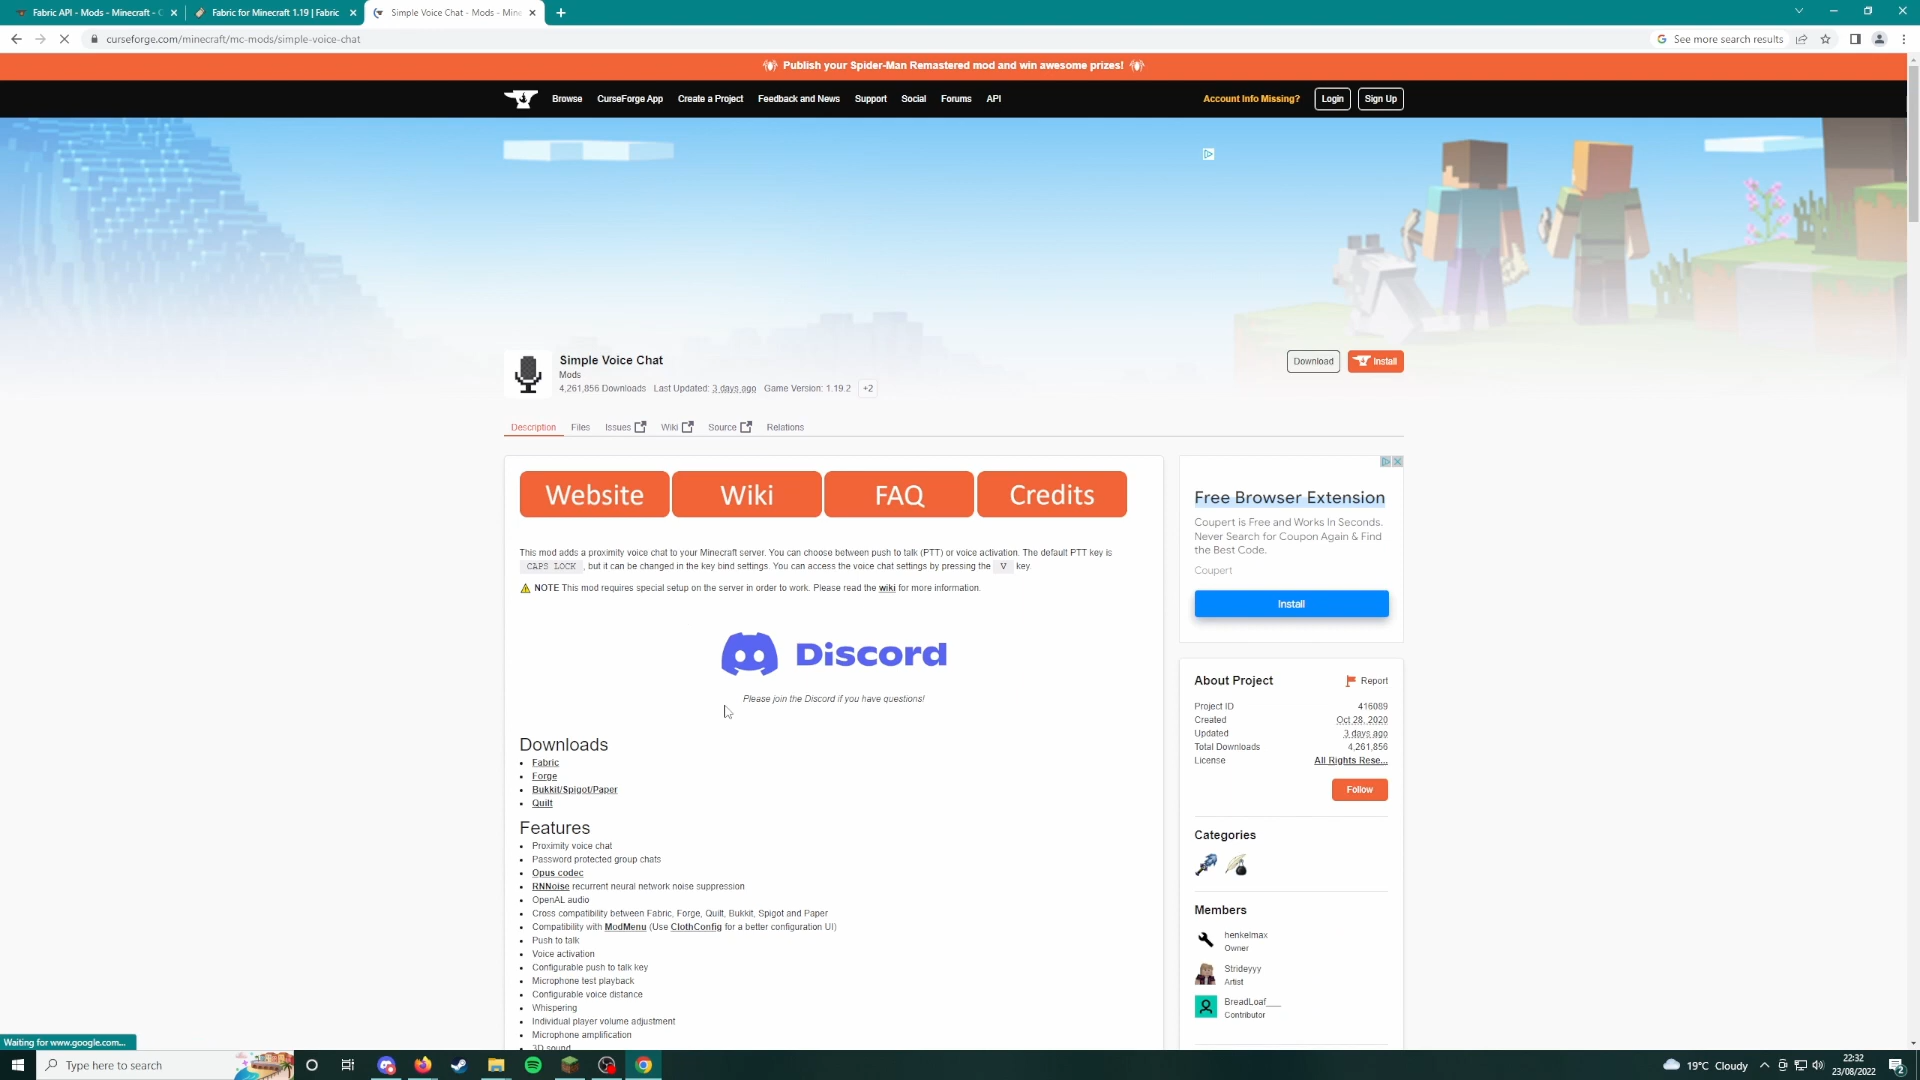 Fabric API - Mods - Minecraft - C
Fabric for Minecraft 1.19 | Fabric
Simple Voice Chat - Mods - Mine
curseforge.com/minecraft/mc-mods/simple-voice-chat
See more search results
Publish your Spider-Man Remastered mod and win awesome prizes!
Browse CurseForge App Create a Project Feedback and News Support Social Forums API
Account Info Missing? Login Sign Up
Simple Voice Chat
Mods
4,261,856 Downloads Last Updated: 3 days ago Game Version: 1.19.2 +2
Download Install
Description Files Issues Wiki Source Relations
Website Wiki FAQ Credits
This mod adds a proximity voice chat to your Minecraft server. You can choose between push to talk (PTT) or voice activation. The default PTT key is
CAPS LOCK , but it can be changed in the key bind settings. You can access the voice chat settings by pressing the V key.
NOTE This mod requires special setup on the server in order to work. Please read the wiki for more information.
Discord
Please join the Discord if you have questions!
Downloads
Fabric
Forge
Bukkit/Spigot/Paper
Quilt
Features
Proximity voice chat
Password protected group chats
Opus codec
RNNoise recurrent neural network noise suppression
OpenAL audio
Cross compatibility between Fabric, Forge, Quilt, Bukkit, Spigot and Paper
Compatibility with ModMenu (Use ClothConfig for a better configuration UI)
Push to talk
Voice activation
Configurable push to talk key
Microphone test playback
Configurable voice distance
Whispering
Individual player volume adjustment
Microphone amplification
3D sound
Free Browser Extension
Coupert is Free and Works In Seconds.
Never Search for Coupon Again & Find
the Best Code.
Coupert
Install
About Project Report
Project ID 416089
Created Oct 28, 2020
Updated 3 days ago
Total Downloads 4,261,856
License All Rights Rese...
Follow
Categories
Members
henkelmax
Owner
Strideyyy
Artist
BreadLoaf___
Contributor
Waiting for www.google.com...
Type here to search
19°C Cloudy
22:32
23/08/2022
2